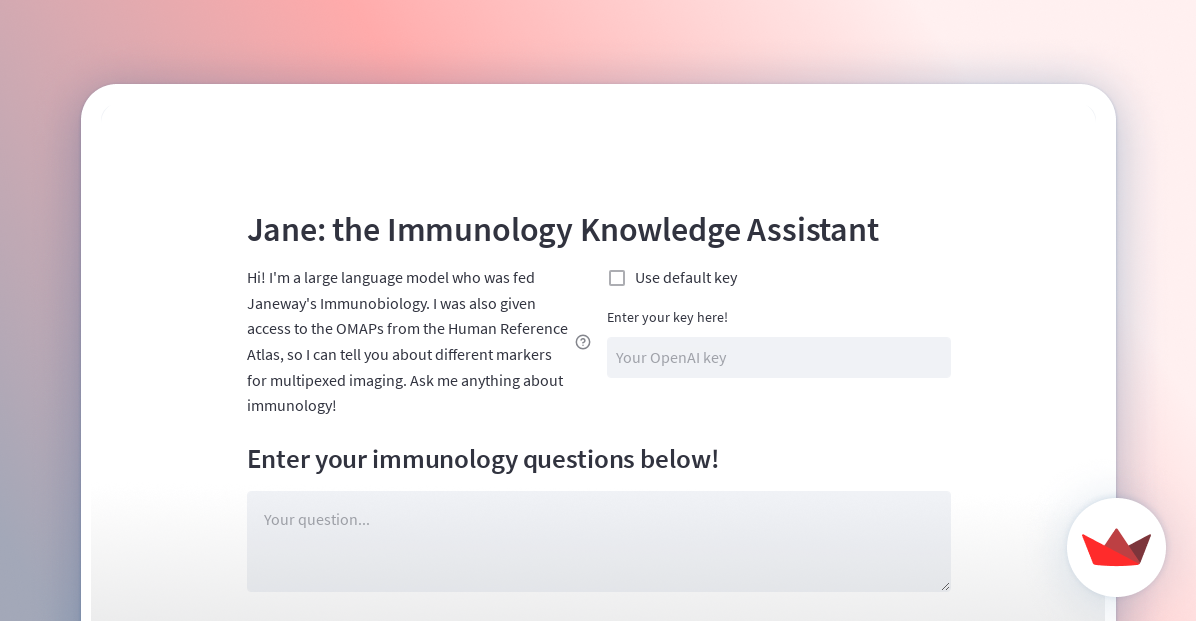 Jane: the Immunology Knowledge Assistant
Hi! I'm a large language model who was fed
Janeway's Immunobiology. I was also given
access to the OMAPs from the Human Reference
Atlas, so I can tell you about different markers
for multipexed imaging. Ask me anything about
immunology!
Use default key
Enter your key here!
Your OpenAI key
Enter your immunology questions below!
Your question...